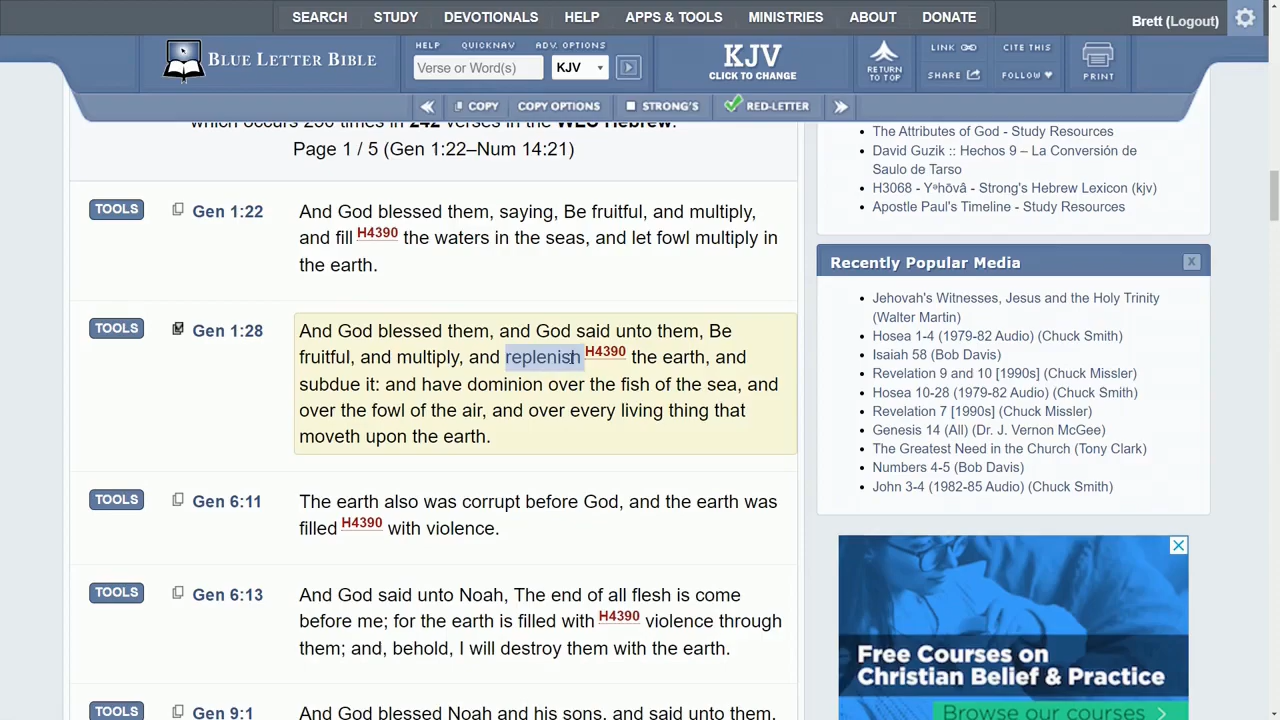 SEARCH STUDY DEVOTIONALS HELP APPS & TOOLS MINISTRIES ABOUT DONATE
Brett (Logout)
BLUE LETTER BIBLE
HELP QUICKNAV ADV. OPTIONS
Verse or Word(s) KJV
KJV
CLICK TO CHANGE
RETURN
TO TOP
LINK CITE THIS
SHARE FOLLOW
PRINT
COPY COPY OPTIONS STRONG'S RED-LETTER
Page 1 / 5 (Gen 1:22–Num 14:21)
TOOLS Gen 1:22
And God blessed them, saying, Be fruitful, and multiply,
and fill H4390 the waters in the seas, and let fowl multiply in
the earth.
TOOLS Gen 1:28
And God blessed them, and God said unto them, Be
fruitful, and multiply, and replenish H4390 the earth, and
subdue it: and have dominion over the fish of the sea, and
over the fowl of the air, and over every living thing that
moveth upon the earth.
TOOLS Gen 6:11
The earth also was corrupt before God, and the earth was
filled H4390 with violence.
TOOLS Gen 6:13
And God said unto Noah, The end of all flesh is come
before me; for the earth is filled with H4390 violence through
them; and, behold, I will destroy them with the earth.
TOOLS Gen 9:1
And God blessed Noah and his sons, and said unto them,
The Attributes of God - Study Resources
David Guzik :: Hechos 9 – La Conversión de
Saulo de Tarso
H3068 - Yᵊhōvâ - Strong's Hebrew Lexicon (kjv)
Apostle Paul's Timeline - Study Resources
Recently Popular Media x
Jehovah's Witnesses, Jesus and the Holy Trinity
(Walter Martin)
Hosea 1-4 (1979-82 Audio) (Chuck Smith)
Isaiah 58 (Bob Davis)
Revelation 9 and 10 [1990s] (Chuck Missler)
Hosea 10-28 (1979-82 Audio) (Chuck Smith)
Revelation 7 [1990s] (Chuck Missler)
Genesis 14 (All) (Dr. J. Vernon McGee)
The Greatest Need in the Church (Tony Clark)
Numbers 4-5 (Bob Davis)
John 3-4 (1982-85 Audio) (Chuck Smith)
Free Courses on
Christian Belief & Practice
Browse our courses